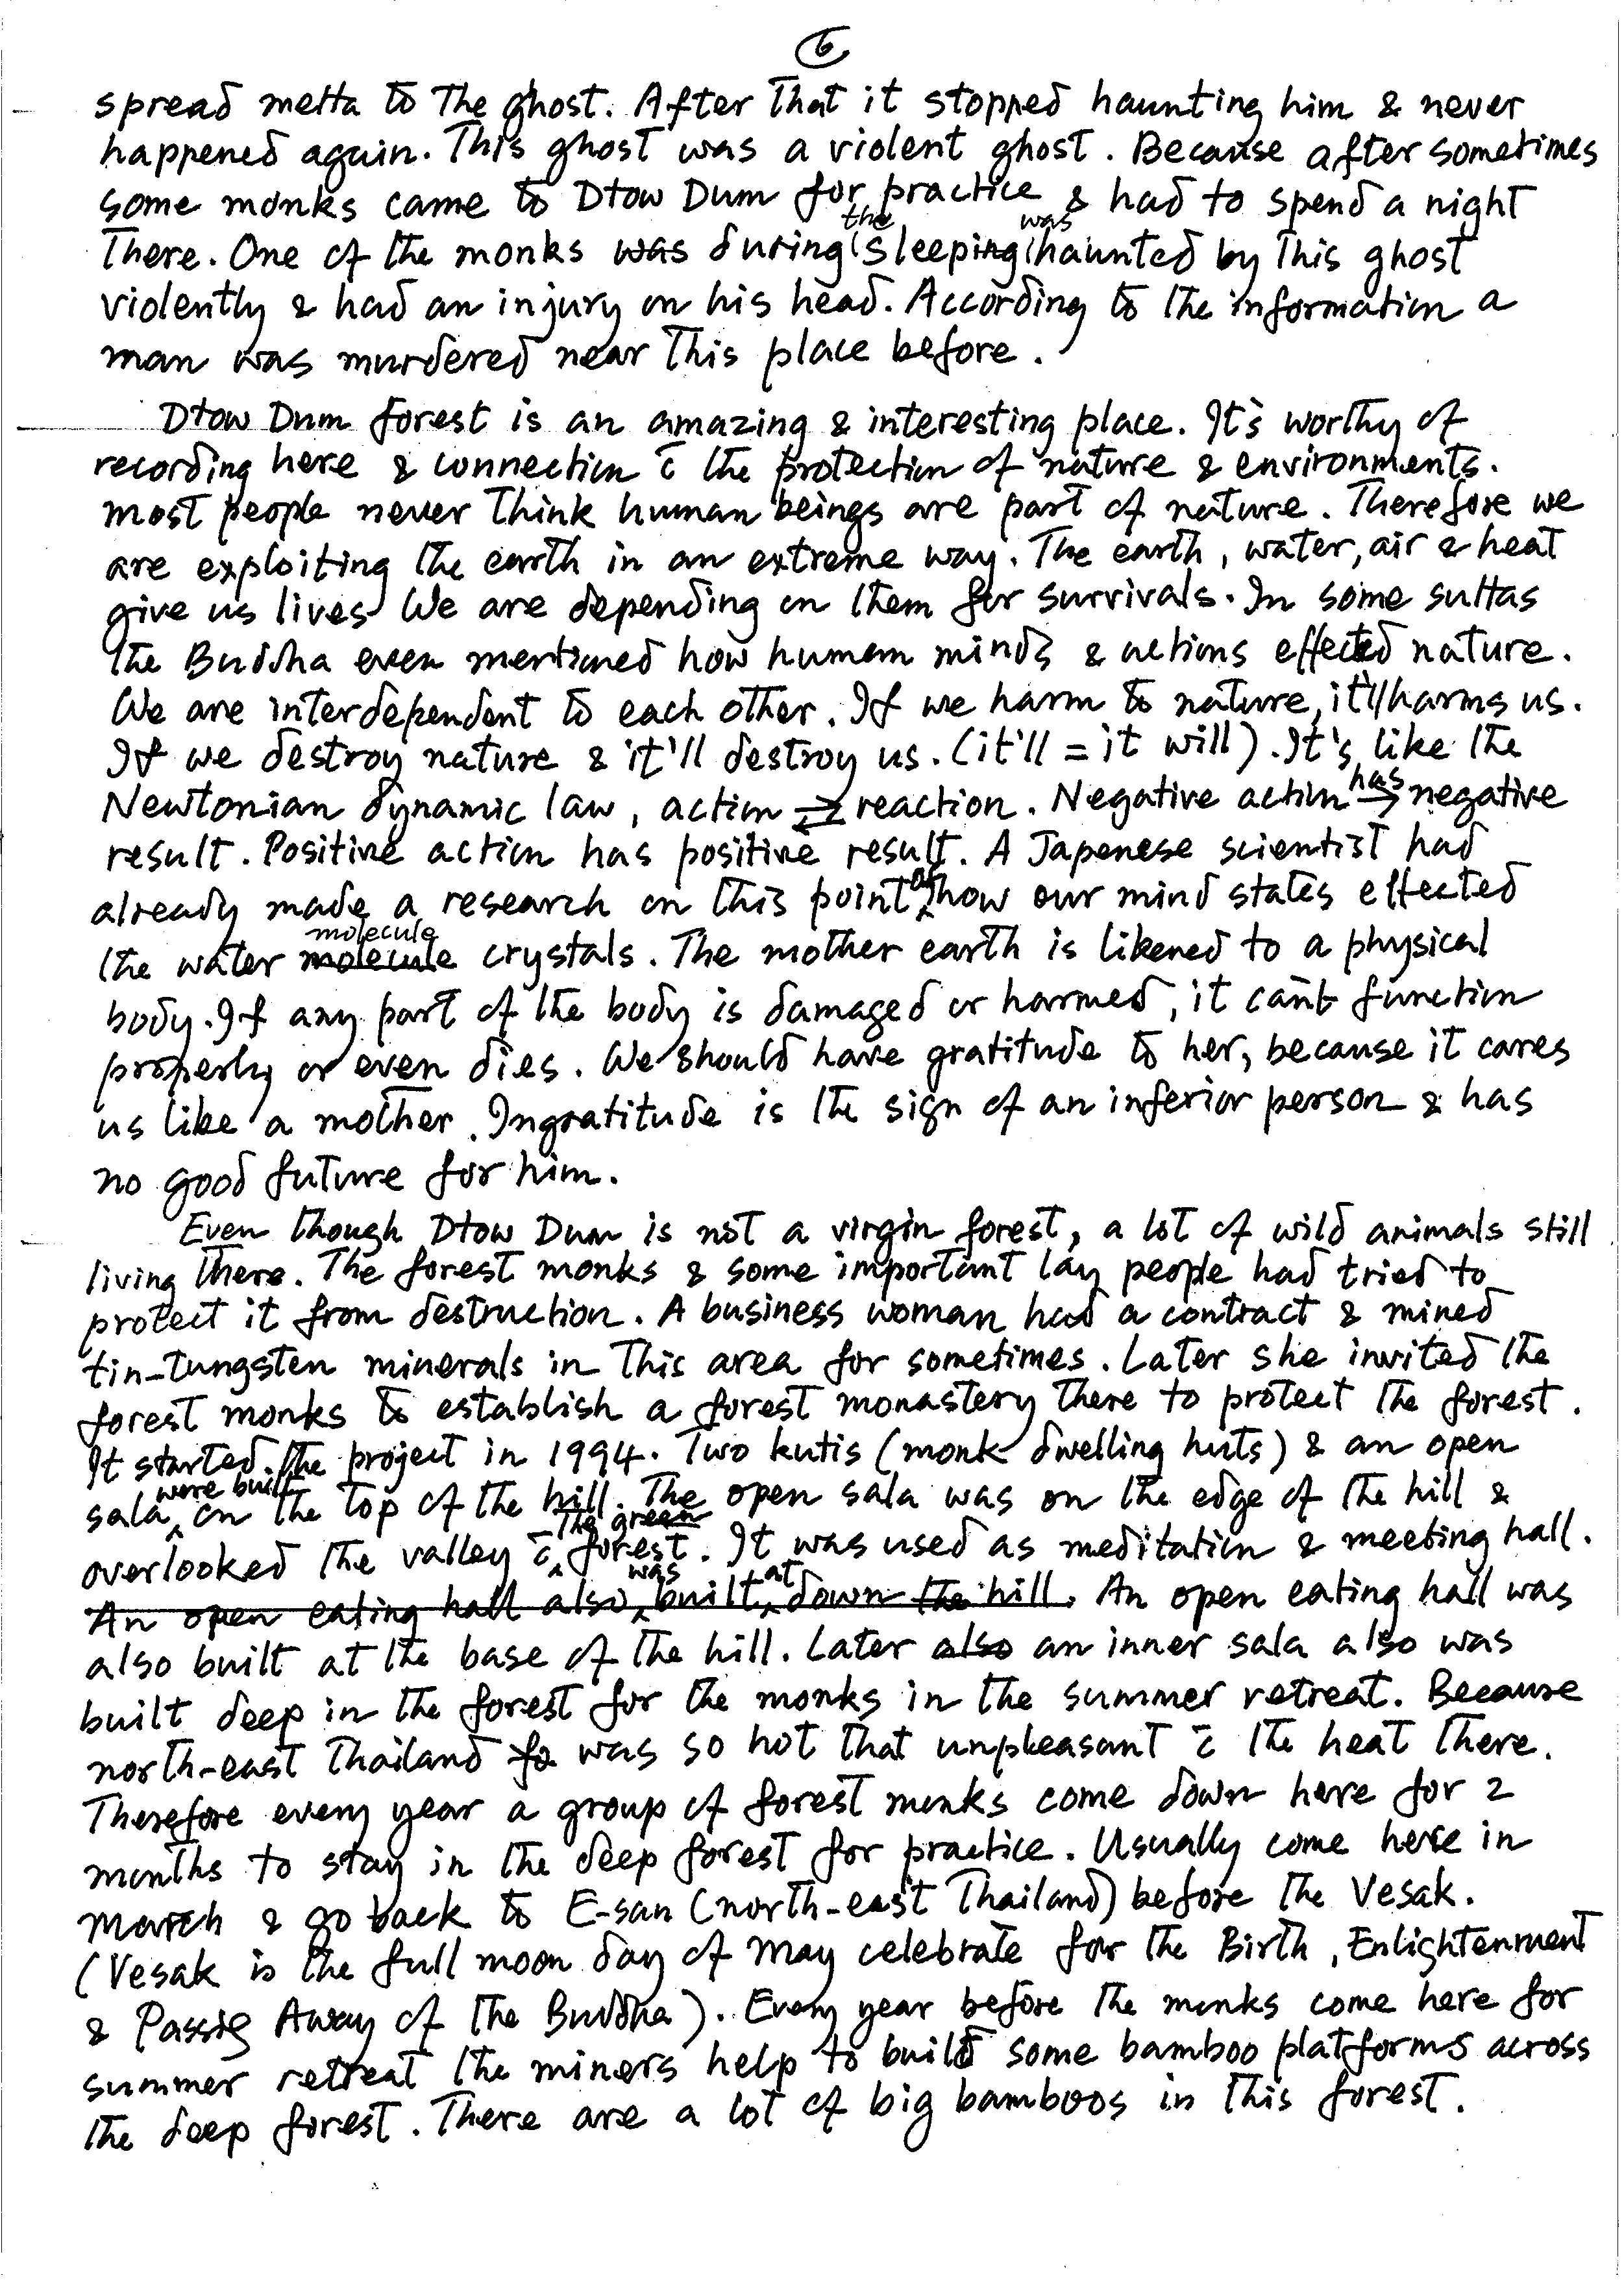 6
spread metta to the ghost. After that it stopped haunting him & never
happened again. This ghost was a violent ghost. Because after sometimes
some monks came to Dtow Dum for practice & had to spend a night
there. One of the monks was during the sleeping was haunted by this ghost
violently & had an injury on his head. According to the information a
man was murdered near this place before.
Dtow Dum forest is an amazing & interesting place. It's worthy of
recording here & connection c̄ the protection of nature & environments.
most people never think human beings are part of nature. Therefore we
are exploiting the earth in an extreme way. The earth, water, air & heat
give us lives. We are depending on them for survivals. In some suttas
the Buddha even mentioned how human minds & actions effected nature.
We are interdependent to each other. If we harm to nature, it'll harms us.
If we destroy nature & it'll destroy us. (it'll = it will). It's like the
Newtonian dynamic law, action ⇄ reaction. Negative action has → negative
result. Positive action has positive result. A Japenese scientist had
already made a research on this point of how our mind states effected
the water molecule molecule crystals. The mother earth is likened to a physical
body. If any part of the body is damaged or harmed, it can't function
properly or even dies. We should have gratitude to her, because it cares
us like a mother. Ingratitude is the sign of an inferior person & has
no good future for him.
Even though Dtow Dum is not a virgin forest, a lot of wild animals still
living there. The forest monks & some important lay people had tried to
protect it from destruction. A business woman had a contract & mined
tin-tungsten minerals in this area for sometimes. Later she invited the
forest monks to establish a forest monastery there to protect the forest.
It started the project in 1994. Two kutis (monk dwelling huts) & an open
sala were built on the top of the hill. The open sala was on the edge of the hill &
overlooked the valley c̄ the green forest. It was used as meditation & meeting hall.
An open eating hall also was built at down the hill. An open eating hall was
also built at the base of the hill. Later also an inner sala also was
built deep in the forest for the monks in the summer retreat. Because
north-east Thailand fo was so hot that unpleasant c̄ the heat there.
Therefore every year a group of forest monks come down here for 2
months to stay in the deep forest for practice. Usually come here in
march & go back to E-san (north-east Thailand) before the Vesak.
(Vesak is the full moon day of may celebrate for the Birth, Enlightenment
& Passig Away of the Buddha). Every year before the monks come here for
summer retreat the miners help to build some bamboo platforms across
the deep forest. There are a lot of big bamboos in this forest.